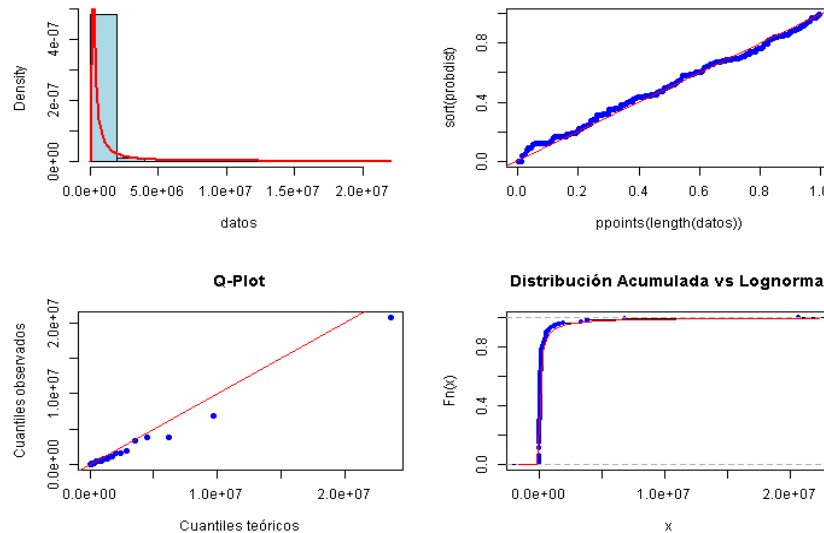 Density
0e+00 2e-07 4e-07
0.0e+00 5.0e+06 1.0e+07 2.0e+07
datos
sort(probdist)
0.0 0.4 0.8
0.0 0.2 0.4 0.6 0.8 1.0
ppoints(length(datos))
Q-Plot
Cuantiles observados
0.0e+00 1.0e+07 2.0e+07
0.0e+00 1.0e+07 2.0e+07
Cuantiles teóricos
Distribución Acumulada vs Lognorma
Fn(x)
0.0 0.4 0.8
0.0e+00 1.0e+07 2.0e+0
x